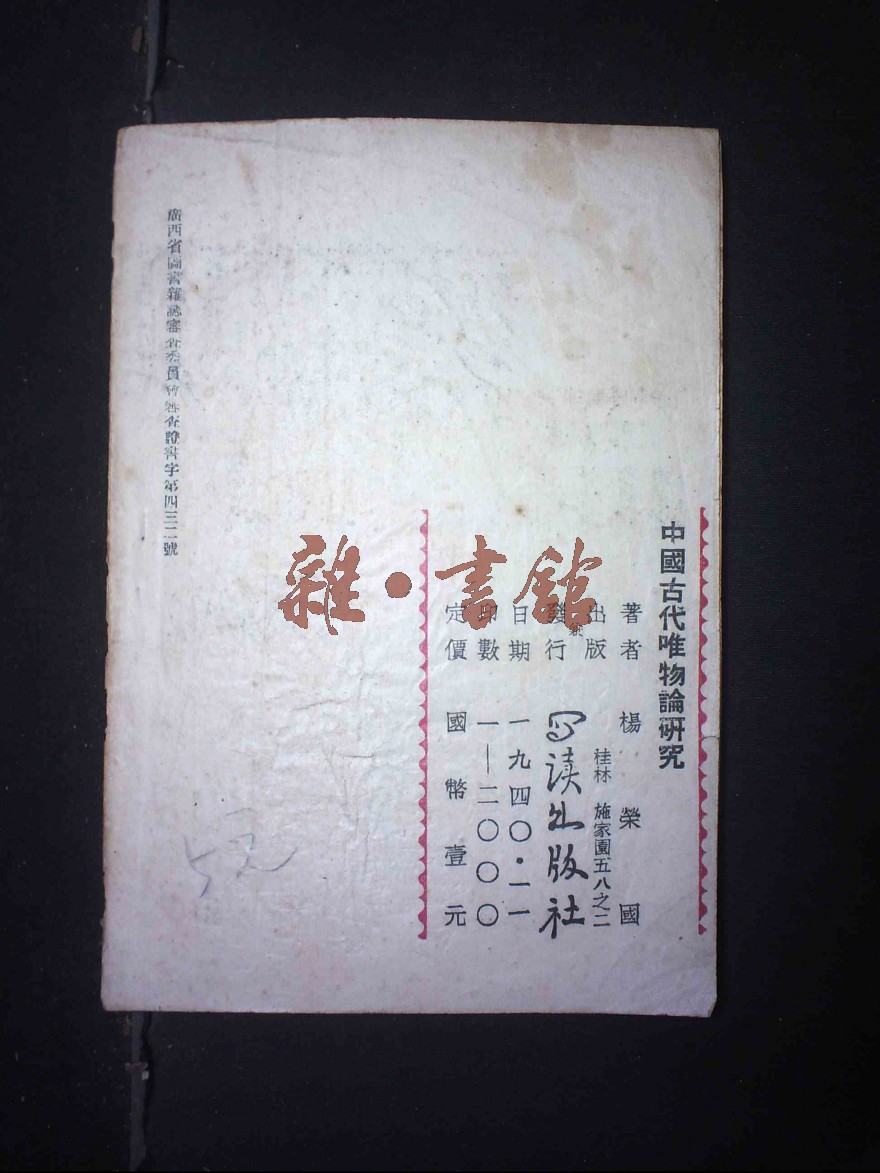 中國古代唯物論研究
著者 楊榮國
出版 桂林 施家園五八之二
發行 寫读出版社
日期 一九四〇·一一
印數 一—二〇〇〇
定價 國幣壹元
廣西省圖書雜誌審查委員會審查證書字第四三二號
雜·書館
5元